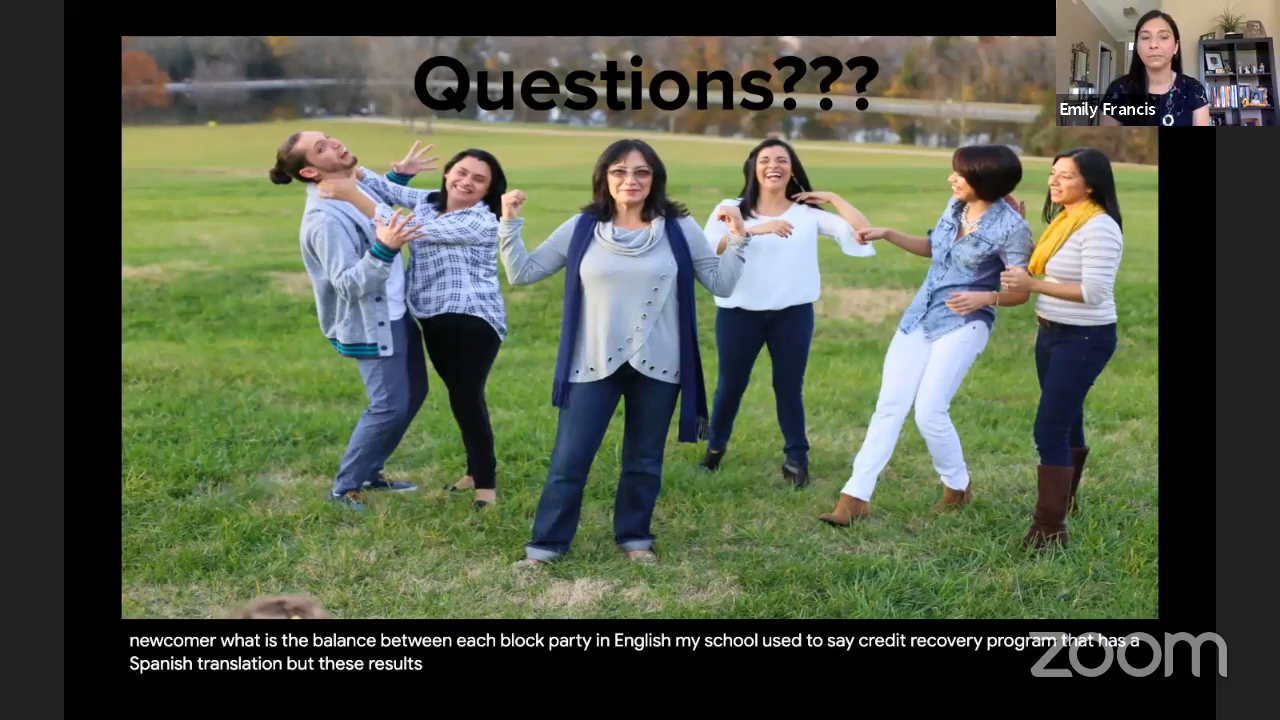 Questions???
Emily Francis
newcomer what is the balance between each block party in English my school used to say credit recovery program that has a
Spanish translation but these results
zoom